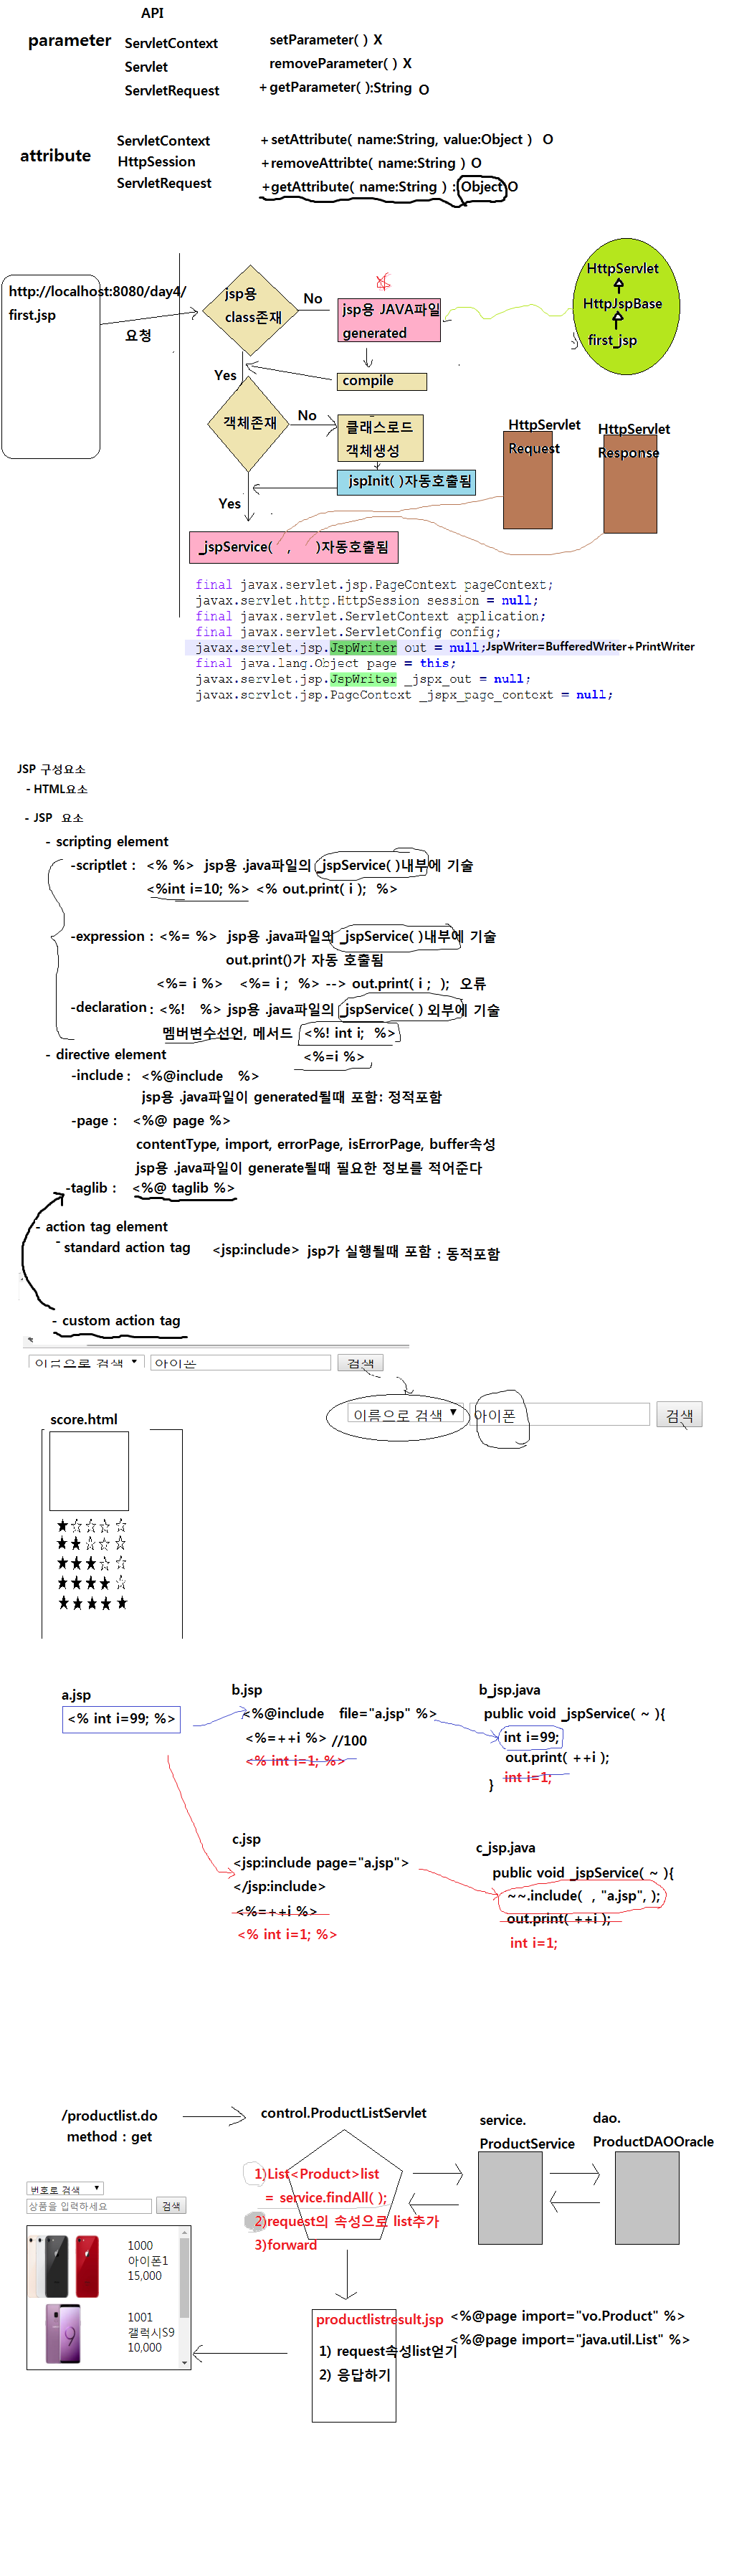 API
parameter
ServletContext setParameter( ) X
Servlet removeParameter( ) X
ServletRequest +getParameter( ):String O
attribute
ServletContext +setAttribute( name:String, value:Object ) O
HttpSession +removeAttribte( name:String ) O
ServletRequest +getAttribute( name:String ) : Object O
http://localhost:8080/day4/
first.jsp
요청
jsp용
class존재
No
jsp용 JAVA파일
generated
HttpServlet
HttpJspBase
first_jsp
Yes
compile
객체존재
No
클래스로드
객체생성
HttpServlet
Request
HttpServlet
Response
jspInit( )자동호출됨
Yes
_jspService( , )자동호출됨
final javax.servlet.jsp.PageContext pageContext;
javax.servlet.http.HttpSession session = null;
final javax.servlet.ServletContext application;
final javax.servlet.ServletConfig config;
javax.servlet.jsp.JspWriter out = null;JspWriter=BufferedWriter+PrintWriter
final java.lang.Object page = this;
javax.servlet.jsp.JspWriter _jspx_out = null;
javax.servlet.jsp.PageContext _jspx_page_context = null;
JSP 구성요소
- HTML요소
- JSP 요소
- scripting element
-scriptlet : <% %> jsp용 .java파일의 _jspService( )내부에 기술
<%int i=10; %> <% out.print( i ); %>
-expression : <%= %> jsp용 .java파일의 _jspService( )내부에 기술
out.print()가 자동 호출됨
<%= i %> <%= i ; %> --> out.print( i ; ); 오류
-declaration : <%! %> jsp용 .java파일의 _jspService( ) 외부에 기술
멤버변수선언, 메서드 <%! int i; %>
<%=i %>
- directive element
-include : <%@include %>
jsp용 .java파일이 generated될때 포함: 정적포함
-page : <%@ page %>
contentType, import, errorPage, isErrorPage, buffer속성
jsp용 .java파일이 generate될때 필요한 정보를 적어준다
-taglib : <%@ taglib %>
- action tag element
- standard action tag <jsp:include> jsp가 실행될때 포함 : 동적포함
- custom action tag
이름으로 검색 ▼ 아이폰 검색
이름으로 검색 ▼ 아이폰 검색
score.html
★☆☆☆☆
★★☆☆☆
★★★☆☆
★★★★☆
★★★★★
a.jsp
<% int i=99; %>
b.jsp
<%@include file="a.jsp" %>
<%=++i %> //100
<% int i=1; %>
b_jsp.java
public void _jspService( ~ ){
int i=99;
out.print( ++i );
int i=1;
}
c.jsp
<jsp:include page="a.jsp">
</jsp:include>
<%=++i %>
<% int i=1; %>
c_jsp.java
public void _jspService( ~ ){
~~.include( , "a.jsp", );
out.print( ++i );
int i=1;
/productlist.do
method : get
control.ProductListServlet
service.
ProductService
dao.
ProductDAOOracle
1)List<Product>list
= service.findAll( );
2)request의 속성으로 list추가
3)forward
번호로 검색 ▼
상품을 입력하세요 검색
1000
아이폰1
15,000
1001
갤럭시S9
10,000
productlistresult.jsp
1) request속성list얻기
2) 응답하기
<%@page import="vo.Product" %>
<%@page import="java.util.List" %>